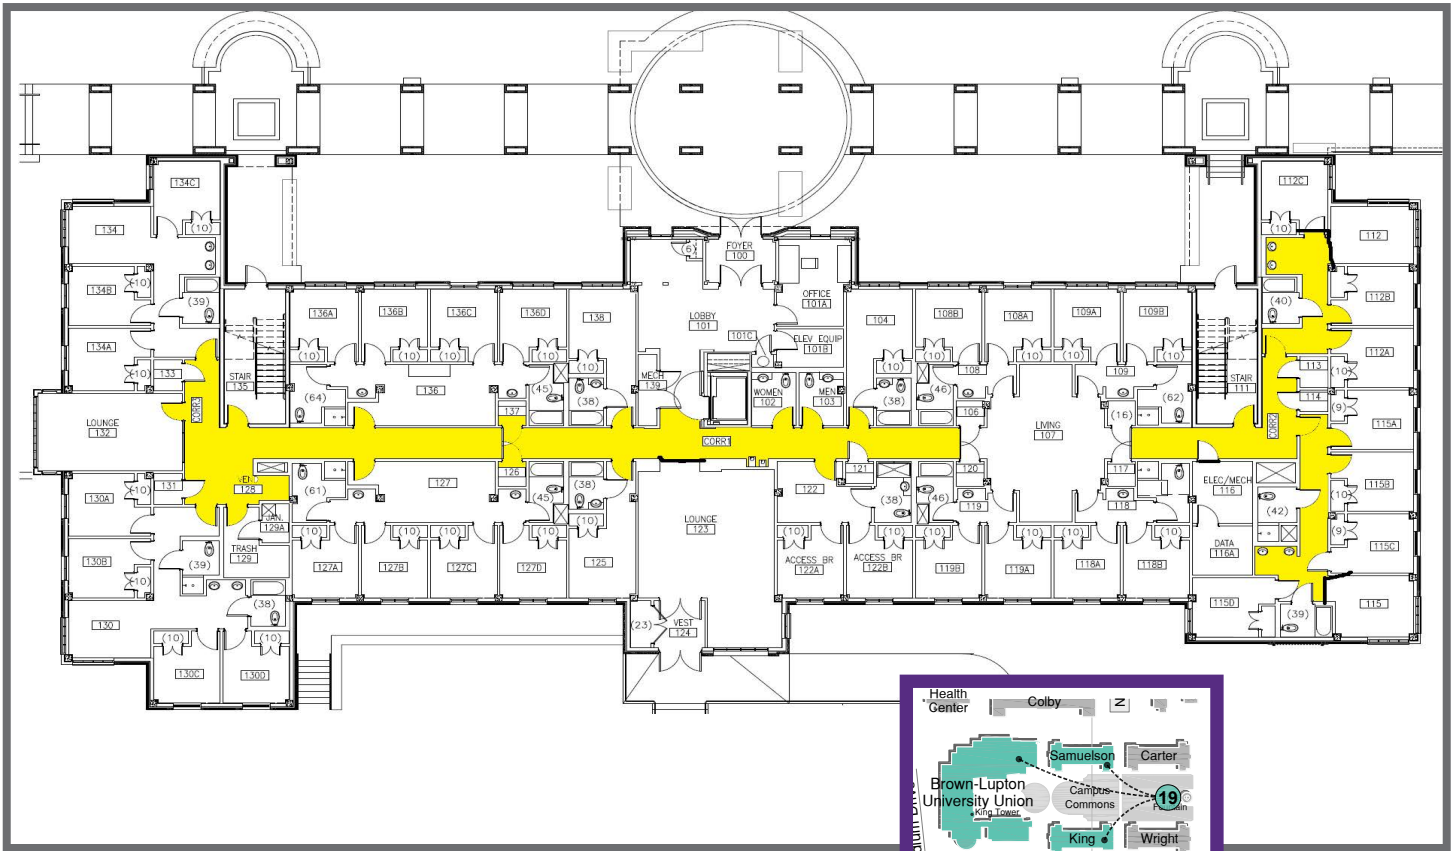 134C
(10)
134
134B
(10)
(39)
134A
(10)
133
STAIR
135
CORR3
LOUNGE
132
136A
136B
136C
136D
138
(10)
(10)
(10)
(10)
(10)
136
(64)
(45)
(38)
137
(6)
FOYER
100
LOBBY
101
101C
OFFICE
101A
ELEV EQUIP
101B
MECH
139
WOMEN
102
MEN
103
CORR1
104
108B
108A
109A
109B
(10)
(10)
(10)
(10)
(10)
108
109
(38)
(46)
106
(16)
(62)
LIVING
107
STAIR
111
112C
(10)
112
112B
(40)
112A
113
(10)
114
(9)
CORR2
115A
115B
(10)
(9)
115C
115
115D
(39)
(42)
ELEC/MECH
116
DATA
116A
131
130A
(10)
VEND
128
JAN.
129A
TRASH
129
130B
(10)
(39)
(38)
130
(10)
(10)
130C
130D
(61)
127
126
(45)
(38)
(10)
(10)
(10)
(10)
(10)
127A
127B
127C
127D
125
LOUNGE
123
(23)
VEST
124
122
121
(38)
120
(46)
119
117
118
(10)
(10)
(10)
(10)
(10)
(10)
ACCESS BR
122A
ACCESS BR
122B
119B
119A
118A
118B
Health
Center
Colby
N
Samuelson
Carter
Brown-Lupton
University Union
King Tower
Campus
Commons
19
Fountain
King
Wright